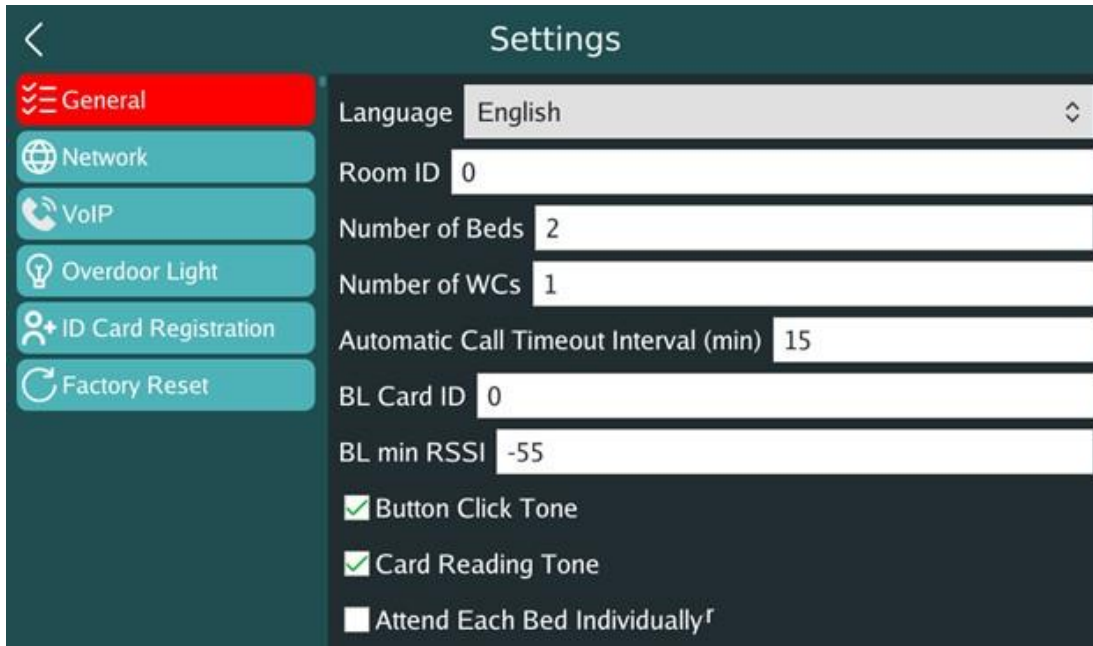 Settings
General
Network
VoIP
Overdoor Light
ID Card Registration
Factory Reset
Language English
Room ID 0
Number of Beds 2
Number of WCs 1
Automatic Call Timeout Interval (min) 15
BL Card ID 0
BL min RSSI -55
Button Click Tone
Card Reading Tone
Attend Each Bed Individually r